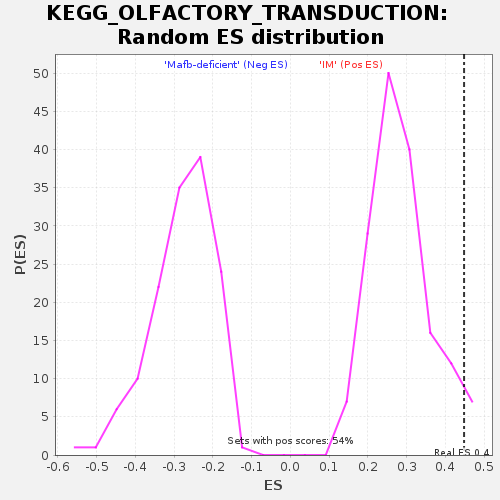 KEGG_OLFACTORY_TRANSDUCTION:
Random ES distribution
'Mafb-deficient' (Neg ES) 'IM' (Pos ES)
50
45
40
35
30
25
20
15
10
5
0
P(ES)
Sets with pos scores: 54%
Real ES 0.4
-0.6 -0.5 -0.4 -0.3 -0.2 -0.1 0.0 0.1 0.2 0.3 0.4 0.5
ES